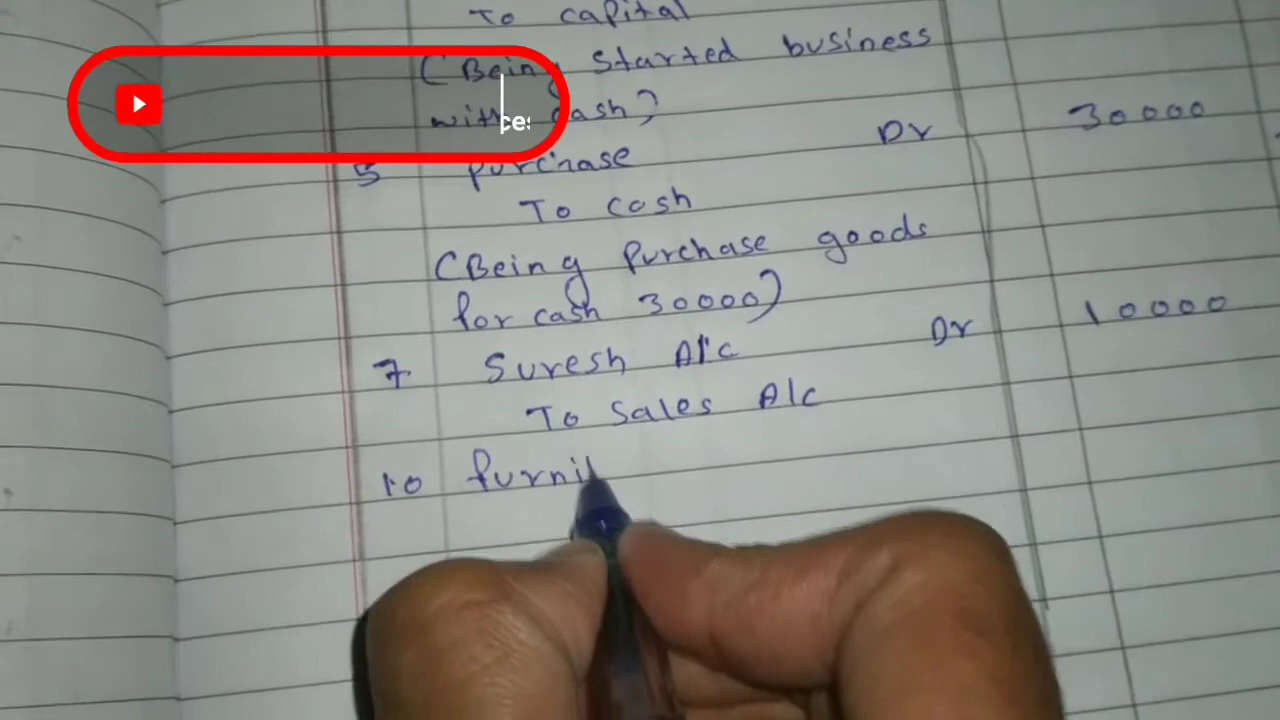 To capital
(Being Started business
with cash)
5 purchase Dr 30000
To cash
(Being purchase goods
for cash 30000)
7 Suresh A/c Dr 10000
To Sales A/c
10 furni